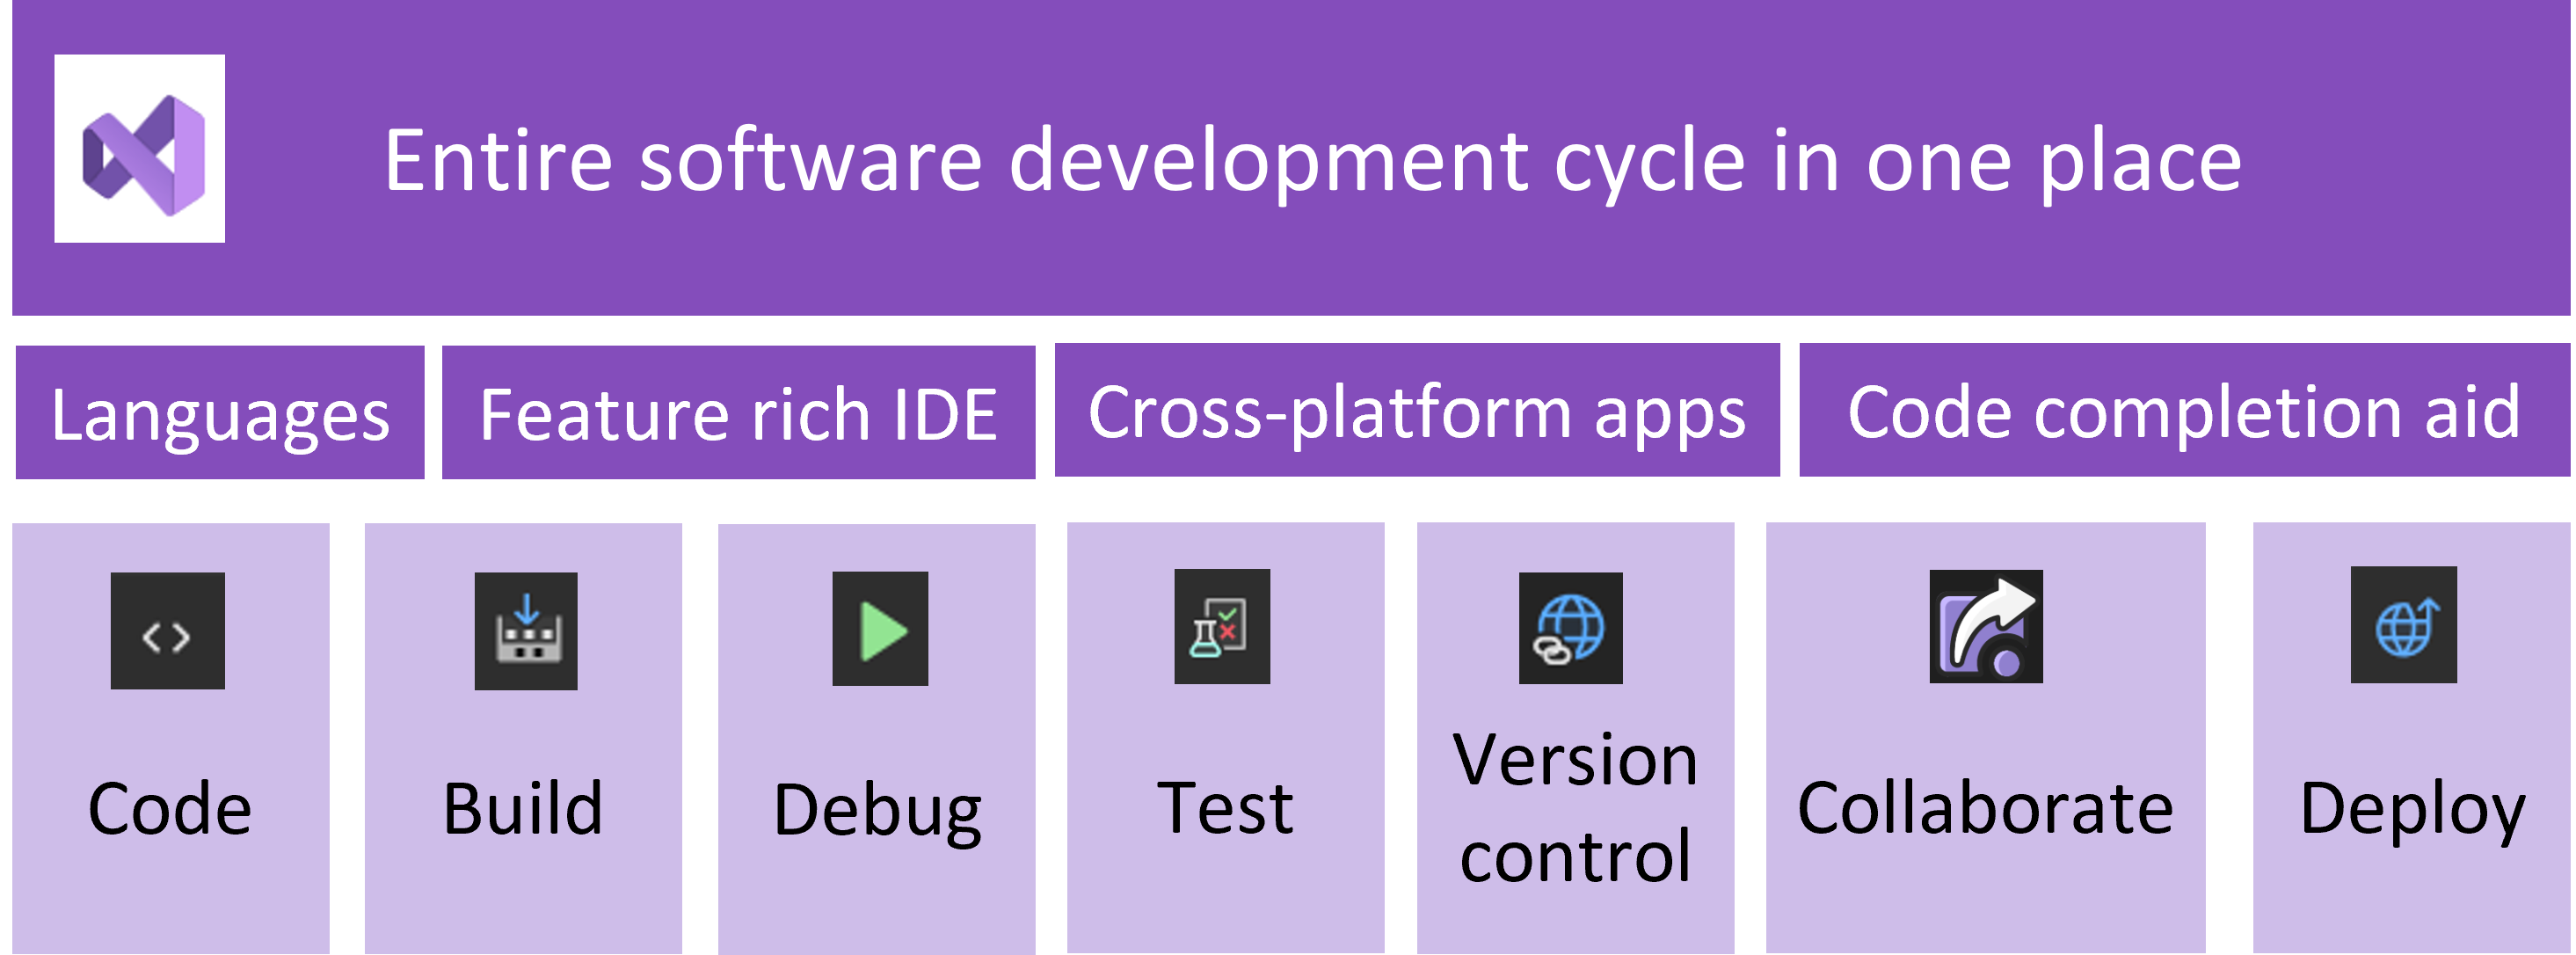 Entire software development cycle in one place
Languages
Feature rich IDE
Cross-platform apps
Code completion aid
Code
Build
Debug
Test
Version
control
Collaborate
Deploy